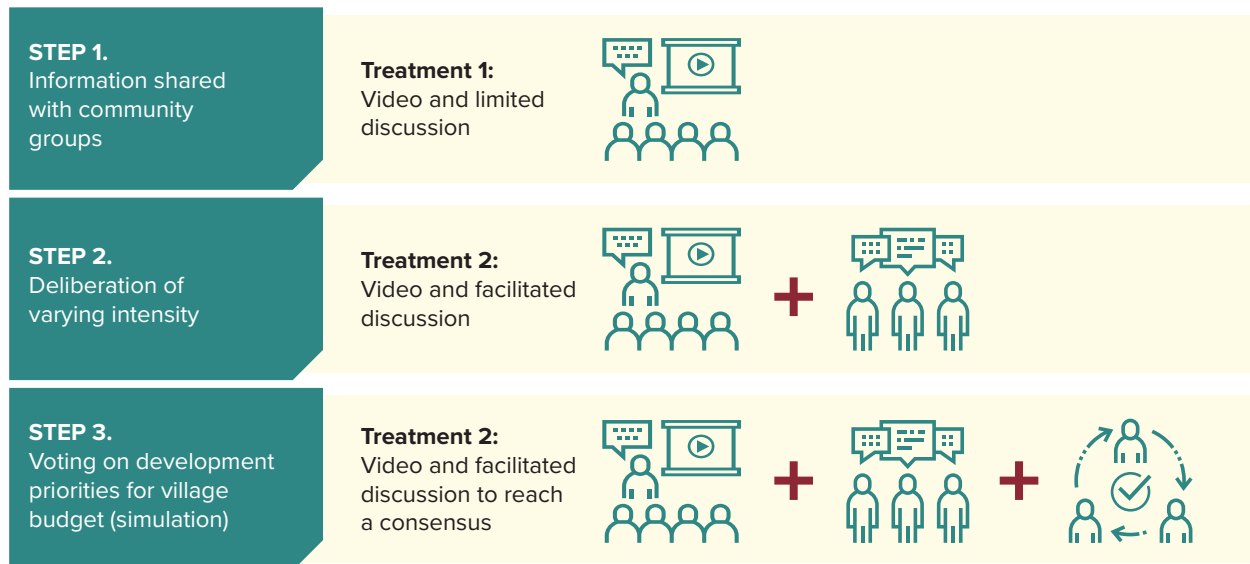 STEP 1.
Information shared
with community
groups
Treatment 1:
Video and limited
discussion
STEP 2.
Deliberation of
varying intensity
Treatment 2:
Video and facilitated
discussion
STEP 3.
Voting on development
priorities for village
budget (simulation)
Treatment 2:
Video and facilitated
discussion to reach
a consensus